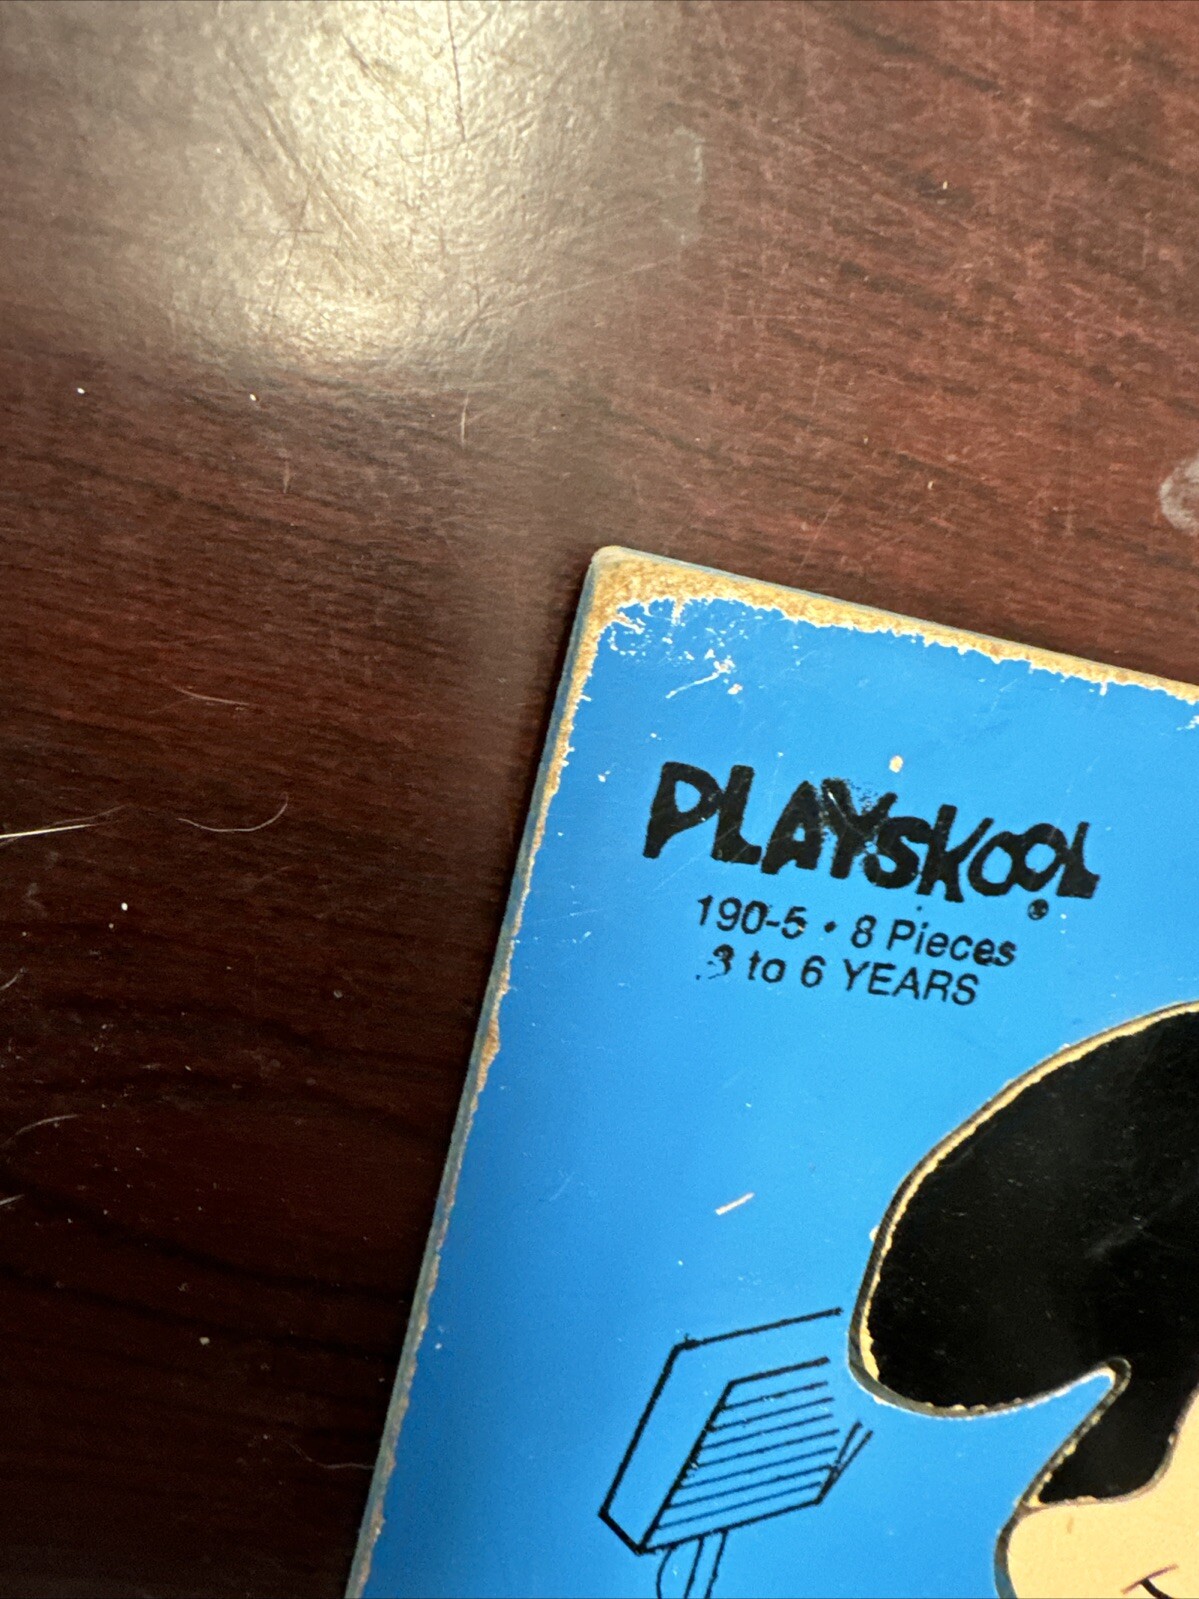 PLAYSKOOL®
190-5 • 8 Pieces
3 to 6 YEARS